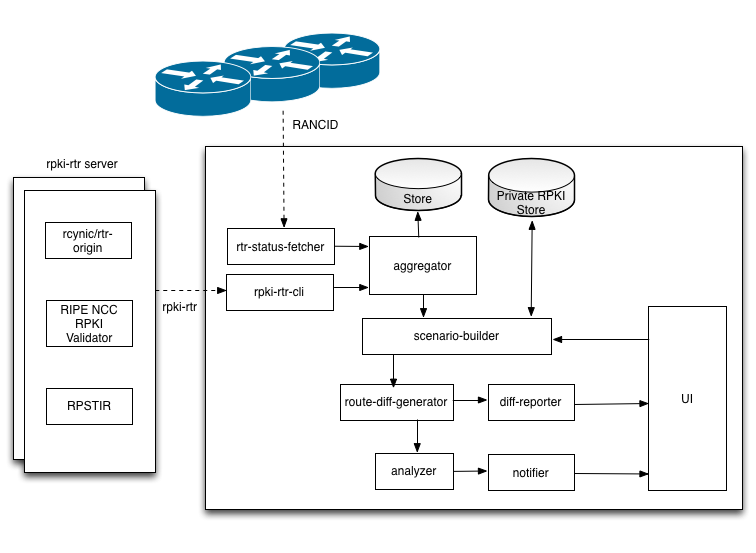 RANCID
rpki-rtr server
rcynic/rtr-
origin
RIPE NCC
RPKI
Validator
RPSTIR
rpki-rtr
Store
Private RPKI
Store
rtr-status-fetcher
aggregator
rpki-rtr-cli
scenario-builder
route-diff-generator
diff-reporter
UI
analyzer
notifier